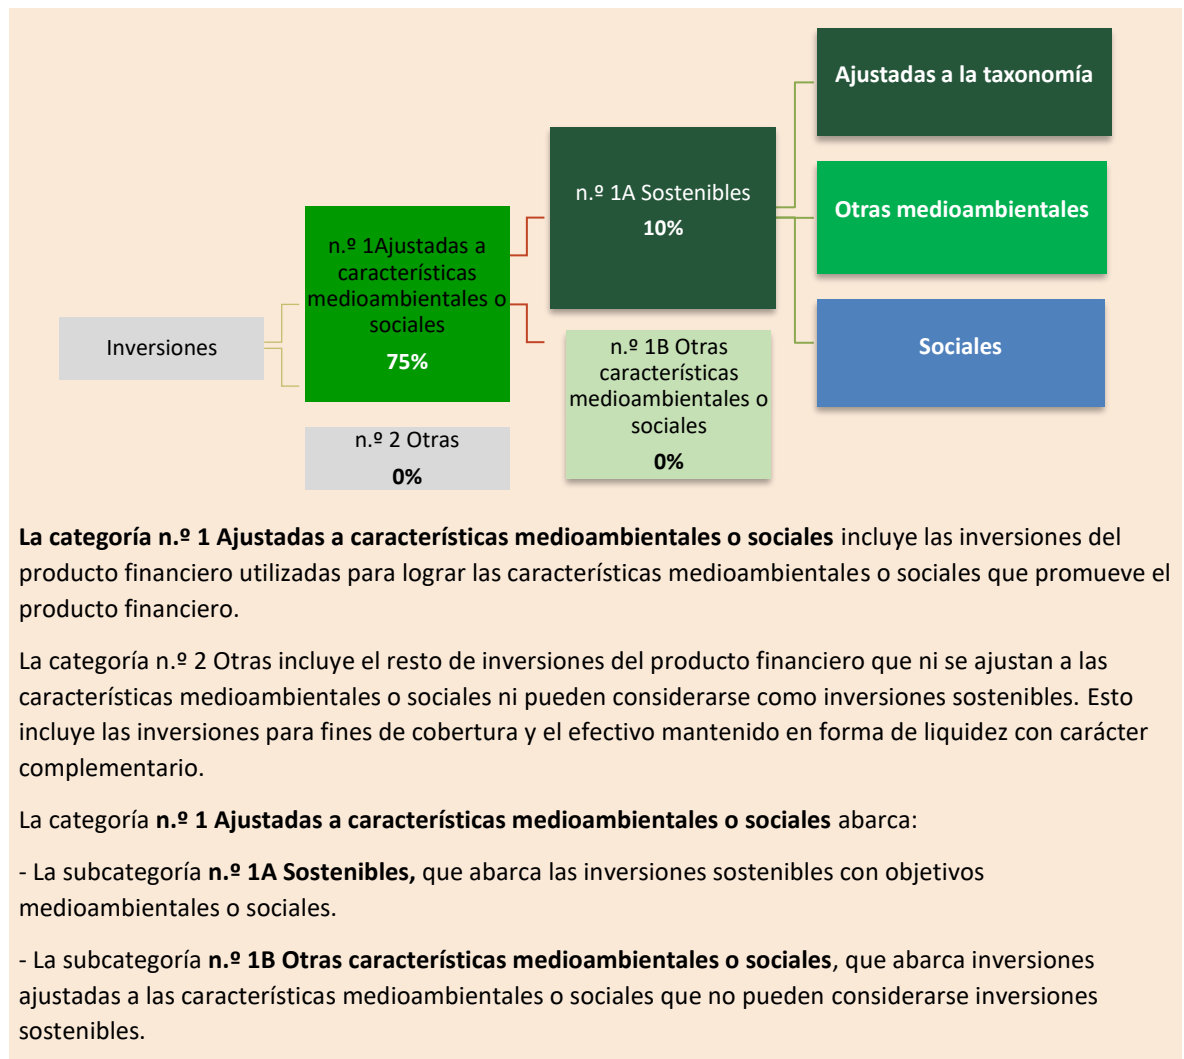 Inversiones
n.º 1Ajustadas a
características
medioambientales o
sociales
75%
n.º 2 Otras
0%
n.º 1A Sostenibles
10%
n.º 1B Otras
características
medioambientales o
sociales
0%
Ajustadas a la taxonomía
Otras medioambientales
Sociales
La categoría n.º 1 Ajustadas a características medioambientales o sociales incluye las inversiones del
producto financiero utilizadas para lograr las características medioambientales o sociales que promueve el
producto financiero.
La categoría n.º 2 Otras incluye el resto de inversiones del producto financiero que ni se ajustan a las
características medioambientales o sociales ni pueden considerarse como inversiones sostenibles. Esto
incluye las inversiones para fines de cobertura y el efectivo mantenido en forma de liquidez con carácter
complementario.
La categoría n.º 1 Ajustadas a características medioambientales o sociales abarca:
- La subcategoría n.º 1A Sostenibles, que abarca las inversiones sostenibles con objetivos
medioambientales o sociales.
- La subcategoría n.º 1B Otras características medioambientales o sociales, que abarca inversiones
ajustadas a las características medioambientales o sociales que no pueden considerarse inversiones
sostenibles.